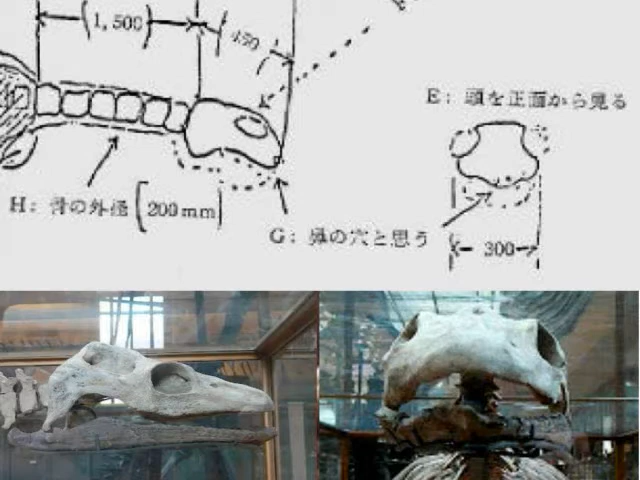 (1,500)
450
E: 頭を正面から見る
H: 骨の外径 [200mm]
G: 鼻の穴と思う
300